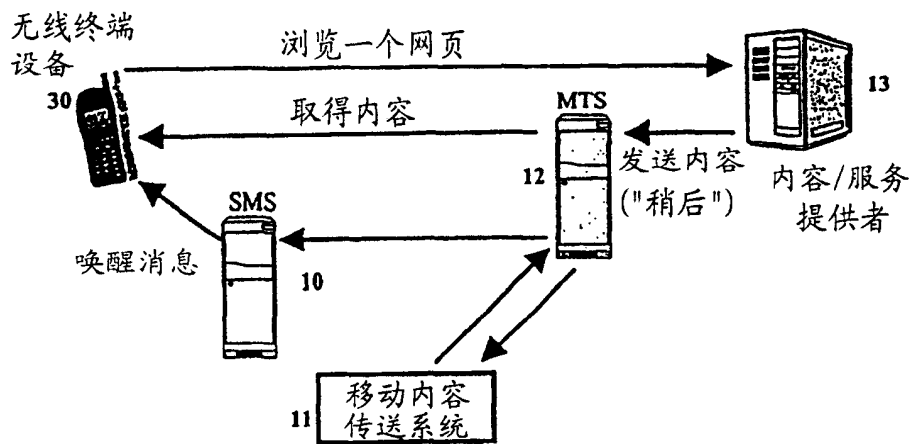 无线终端
设备
30
浏览一个网页
13
取得内容
MTS
12
发送内容
("稍后")
内容/服务
提供者
SMS
唤醒消息
10
11
移动内容
传送系统